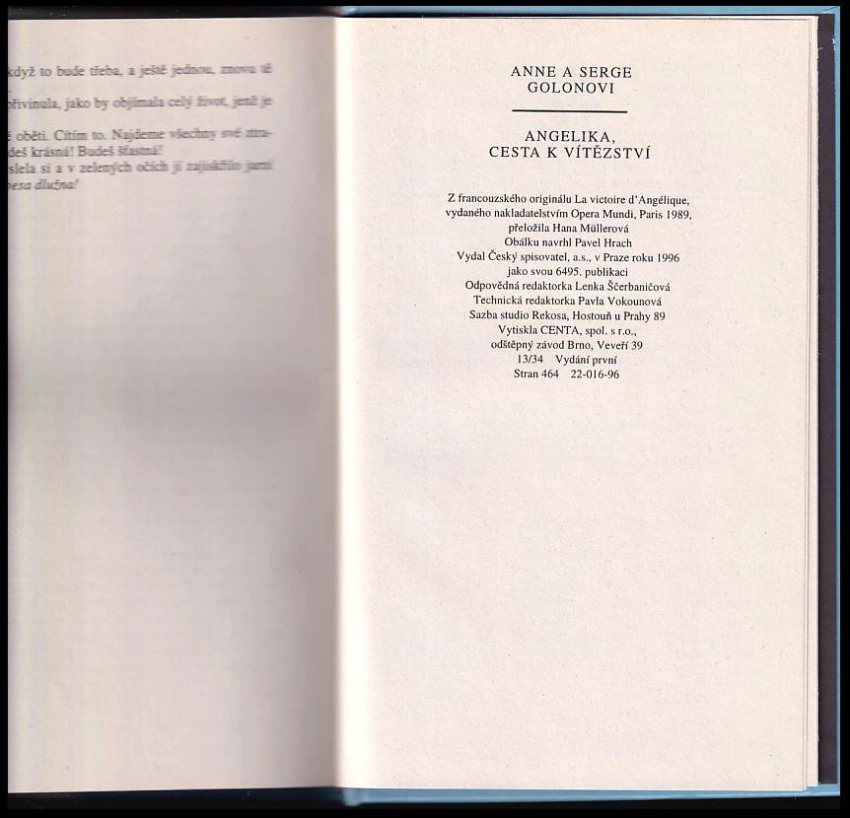 když to bude třeba, a ještě jednou, znovu tě
přivinula, jako by objímala celý život, jenž je
oběti. Cítím to. Najdeme všechny své ztra-
deš krásná! Budeš šťastná!
slela si a v zelených očích jí zajiskřilo jarní
esa dlužna!
ANNE A SERGE
GOLONOVI
ANGELIKA,
CESTA K VÍTĚZSTVÍ
Z francouzského originálu La victoire d'Angélique,
vydaného nakladatelstvím Opera Mundi, Paris 1989,
přeložila Hana Müllerová
Obálku navrhl Pavel Hrach
Vydal Český spisovatel, a.s., v Praze roku 1996
jako svou 6495. publikaci
Odpovědná redaktorka Lenka Ščerbaničová
Technická redaktorka Pavla Vokounová
Sazba studio Rekosa, Hostouň u Prahy 89
Vytiskla CENTA, spol. s r.o.,
odštěpný závod Brno, Veveří 39
13/34 Vydání první
Stran 464 22-016-96